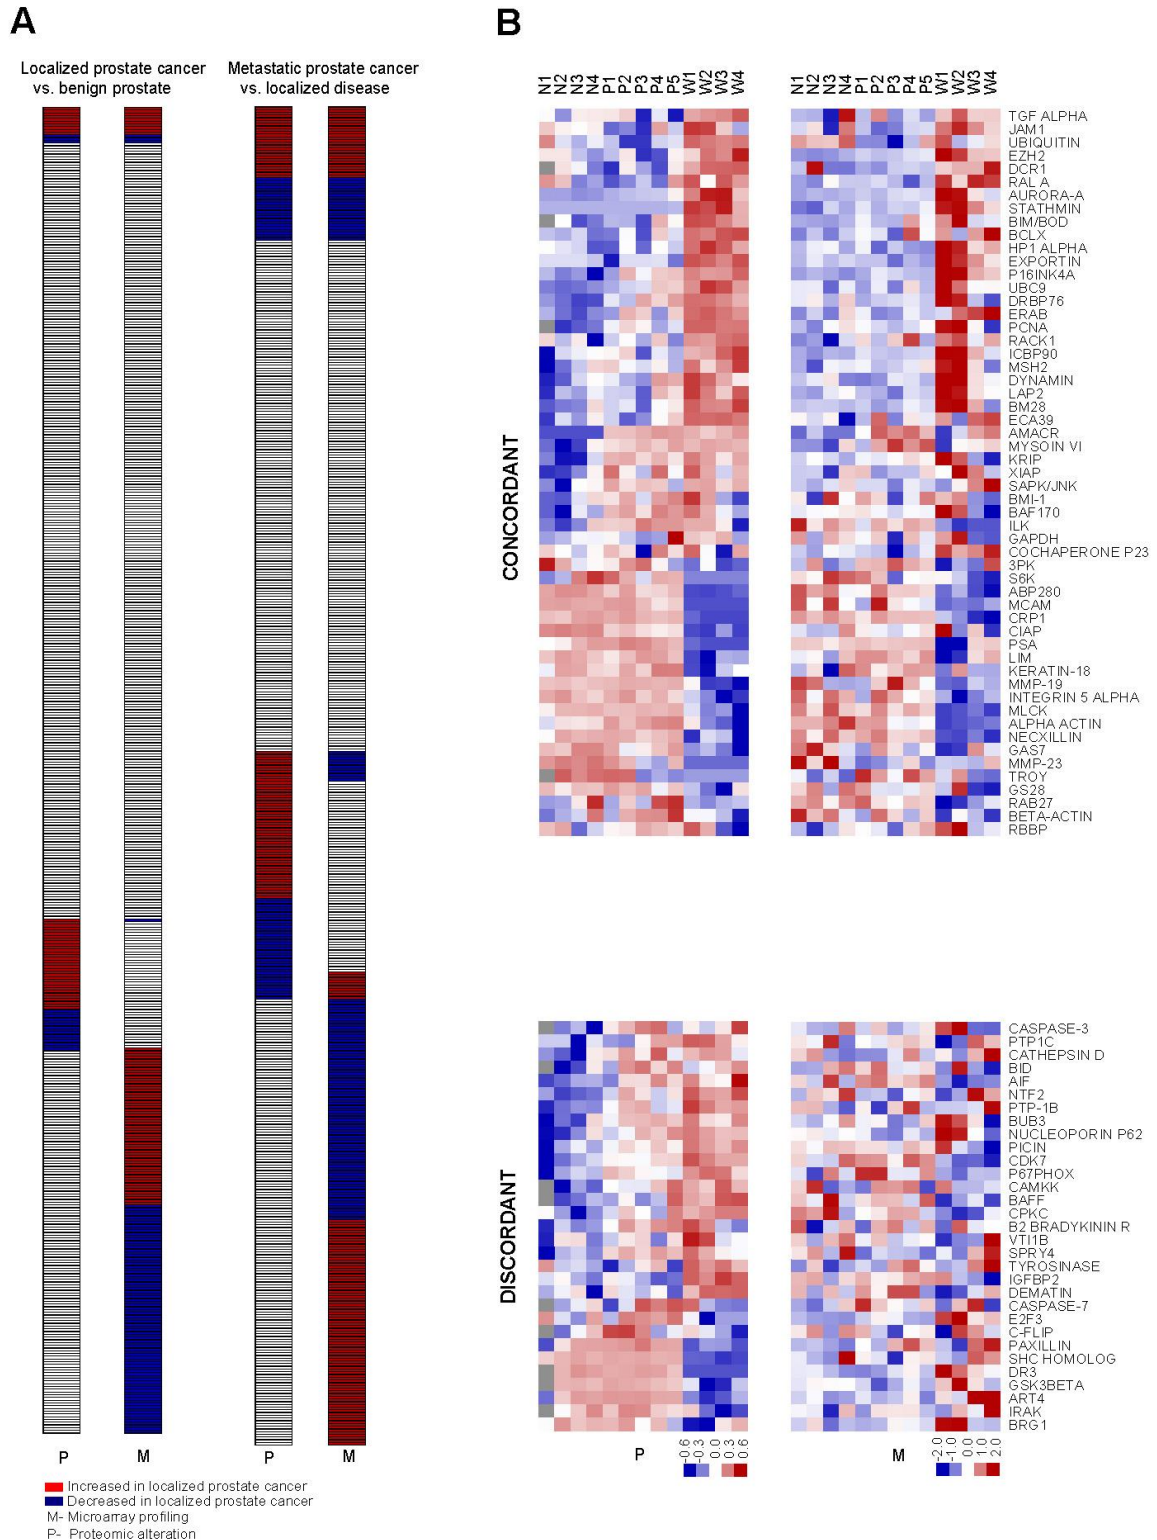 A
Localized prostate cancer
vs. benign prostate
Metastatic prostate cancer
vs. localized disease
P
M
P
M
Increased in localized prostate cancer
Decreased in localized prostate cancer
M- Microarray profiling
P- Proteomic alteration
B
N1 N2 N3 N4 P1 P2 P3 P4 P5 W1 W2 W3 W4
N1 N2 N3 N4 P1 P2 P3 P4 P5 W1 W2 W3 W4
CONCORDANT
TGF ALPHA
JAM1
UBIQUITIN
EZH2
DCR1
RAL A
AURORA-A
STATHMIN
BIM/BOD
BCLX
HP1 ALPHA
EXPORTIN
P16INK4A
UBC9
DRBP76
ERAB
PCNA
RACK1
ICBP90
MSH2
DYNAMIN
LAP2
BM28
ECA39
AMACR
MYSOIN VI
KRIP
XIAP
SAPK/JNK
BMI-1
BAF170
ILK
GAPDH
COCHAPERONE P23
3PK
S6K
ABP280
MCAM
CRP1
CIAP
PSA
LIM
KERATIN-18
MMP-19
INTEGRIN 5 ALPHA
MLCK
ALPHA ACTIN
NECXILLIN
GAS7
MMP-23
TROY
GS28
RAB27
BETA-ACTIN
RBBP
DISCORDANT
CASPASE-3
PTP1C
CATHEPSIN D
BID
AIF
NTF2
PTP-1B
BUB3
NUCLEOPORIN P62
PICIN
CDK7
P67PHOX
CAMKK
BAFF
CPKC
B2 BRADYKININ R
VTI1B
SPRY4
TYROSINASE
IGFBP2
DEMATIN
CASPASE-7
E2F3
C-FLIP
PAXILLIN
SHC HOMOLOG
DR3
GSK3BETA
ART4
IRAK
BRG1
P
-0.6 -0.3 0.0 0.3 0.6
M
-2.0 -1.0 0.0 1.0 2.0